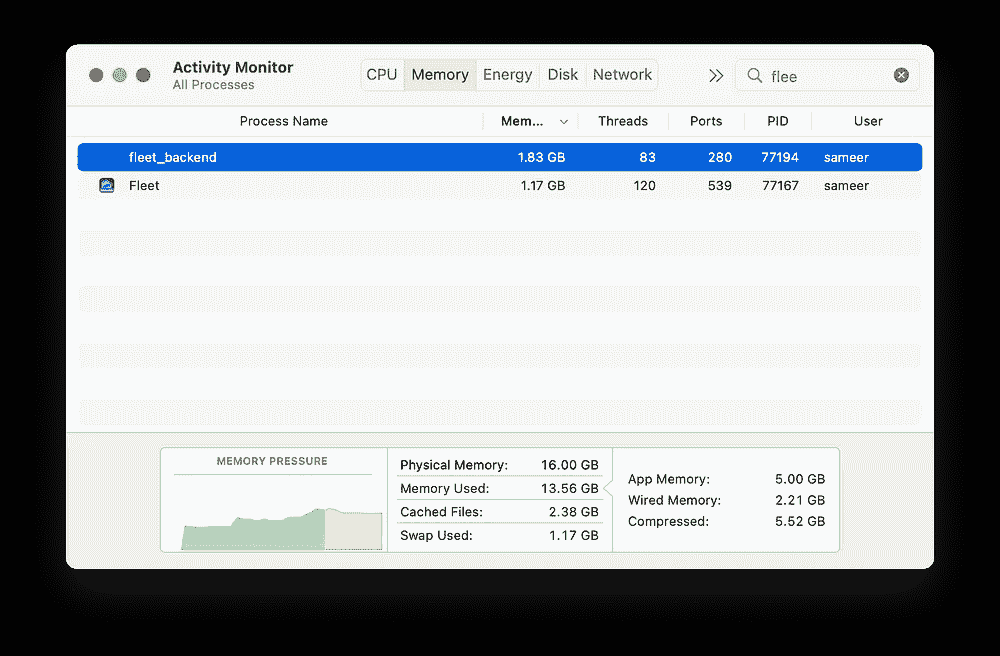 Activity Monitor
All Processes
CPU Memory Energy Disk Network
flee
Process Name Mem... Threads Ports PID User
fleet_backend 1.83 GB 83 280 77194 sameer
Fleet 1.17 GB 120 539 77167 sameer
MEMORY PRESSURE
Physical Memory: 16.00 GB
Memory Used: 13.56 GB
Cached Files: 2.38 GB
Swap Used: 1.17 GB
App Memory: 5.00 GB
Wired Memory: 2.21 GB
Compressed: 5.52 GB